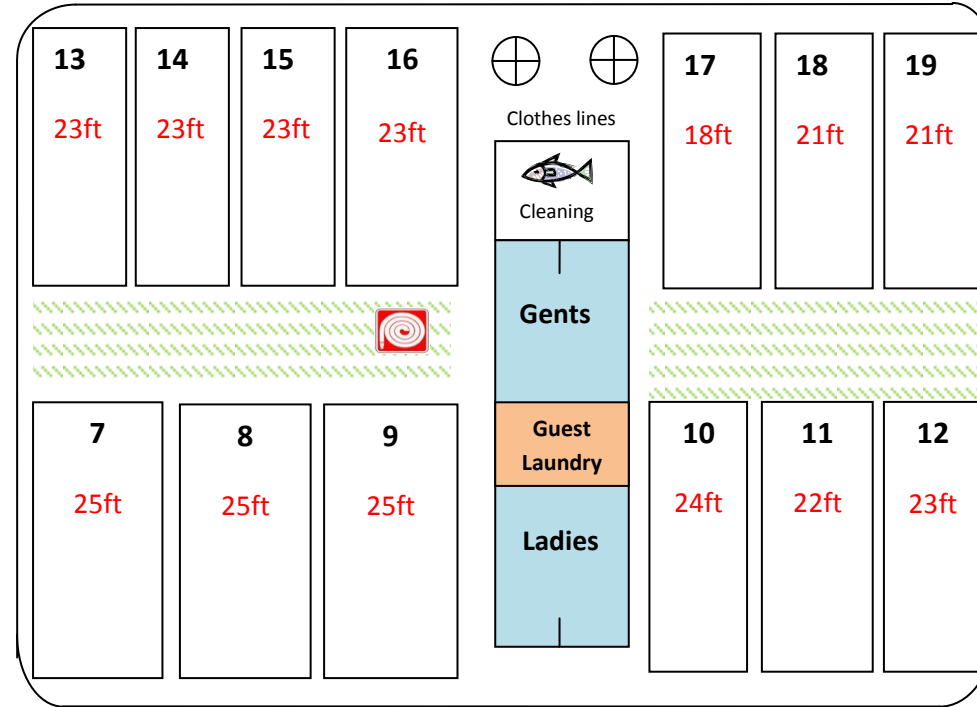 13 14 15 16
23ft 23ft 23ft 23ft
Clothes lines
Cleaning
17 18 19
18ft 21ft 21ft
Gents
Guest
Laundry
Ladies
7 8 9
25ft 25ft 25ft
10 11 12
24ft 22ft 23ft